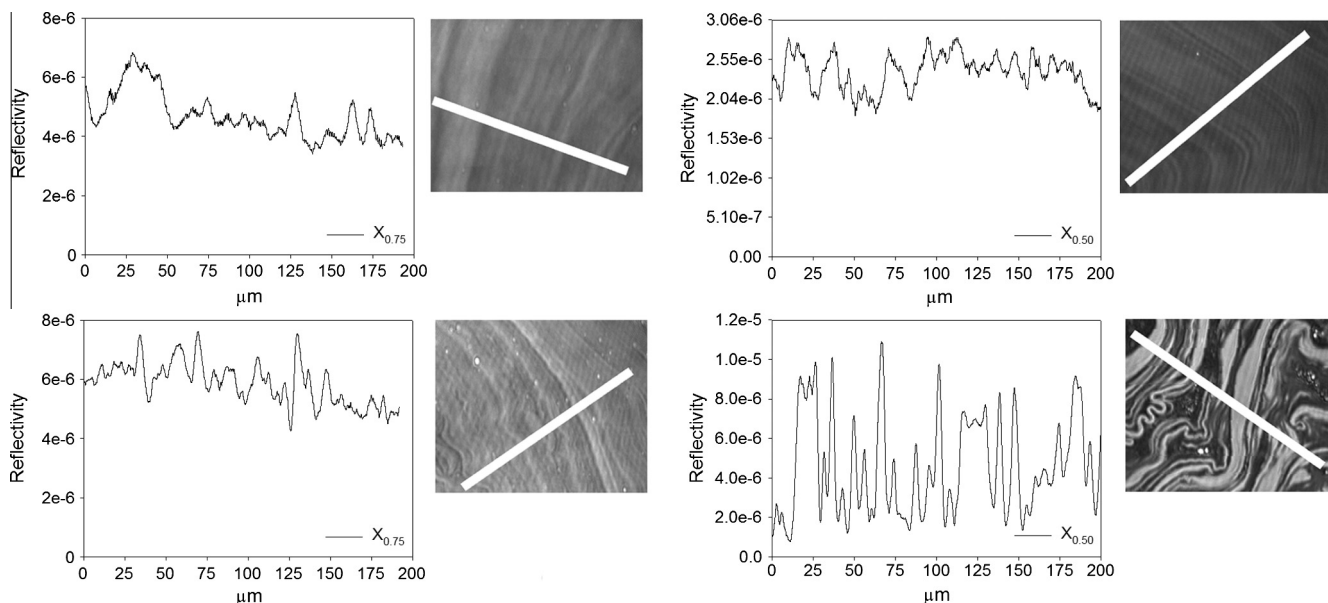 8e-6
6e-6
4e-6
2e-6
0
Reflectivity
X0.75
0 25 50 75 100 125 150 175 200
μm
3.06e-6
2.55e-6
2.04e-6
1.53e-6
1.02e-6
5.10e-7
0.00
Reflectivity
X0.50
0 25 50 75 100 125 150 175 200
μm
8e-6
6e-6
4e-6
2e-6
0
Reflectivity
X0.75
0 25 50 75 100 125 150 175 200
μm
1.2e-5
1.0e-5
8.0e-6
6.0e-6
4.0e-6
2.0e-6
0.0
Reflectivity
X0.50
0 25 50 75 100 125 150 175 200
μm